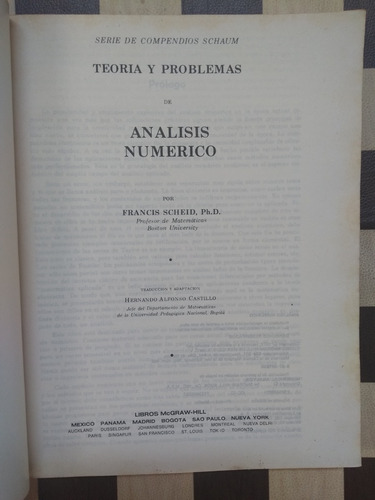 SERIE DE COMPENDIOS SCHAUM
TEORIA Y PROBLEMAS
DE
ANALISIS
NUMERICO
POR
FRANCIS SCHEID, Ph.D.
Profesor de Matemáticas
Boston University
TRADUCCION Y ADAPTACION
HERNANDO ALFONSO CASTILLO
Jefe del Departamento de Matemáticas
de la Universidad Pedagógica Nacional, Bogotá
LIBROS McGRAW-HILL
MEXICO PANAMA MADRID BOGOTA SAO PAULO, NUEVA YORK
AUCKLAND DUSSELDORF JOHANNESBURG LONDRES MONTREAL NUEVA DELHI
PARIS SINGAPUR SAN FRANCISCO ST. LOUIS TOKIO TORONTO